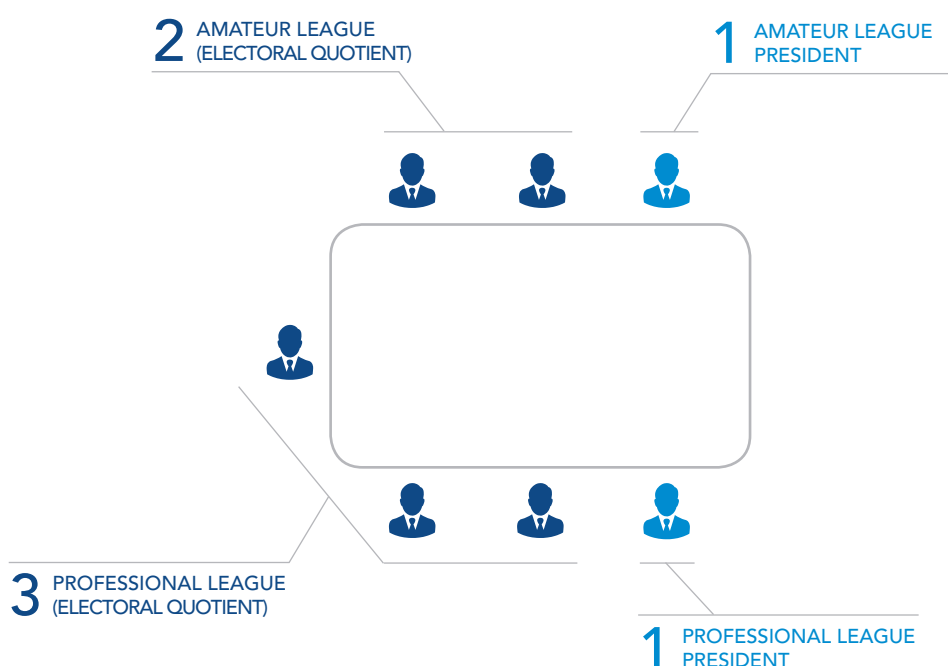 2 AMATEUR LEAGUE
(ELECTORAL QUOTIENT)
1 AMATEUR LEAGUE
PRESIDENT
3 PROFESSIONAL LEAGUE
(ELECTORAL QUOTIENT)
1 PROFESSIONAL LEAGUE
PRESIDENT